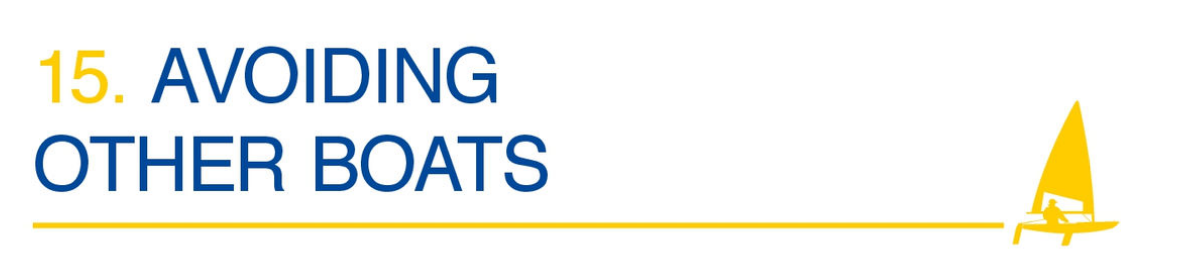 15. AVOIDING
OTHER BOATS